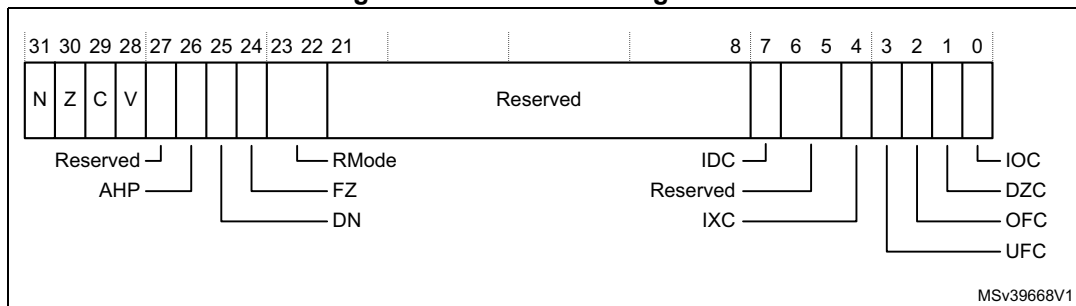 31 30 29 28 27 26 25 24 23 22 21 8 7 6 5 4 3 2 1 0
N Z C V Reserved
Reserved RMode IDC IOC
AHP FZ Reserved DZC
DN IXC OFC
UFC
MSv39668V1